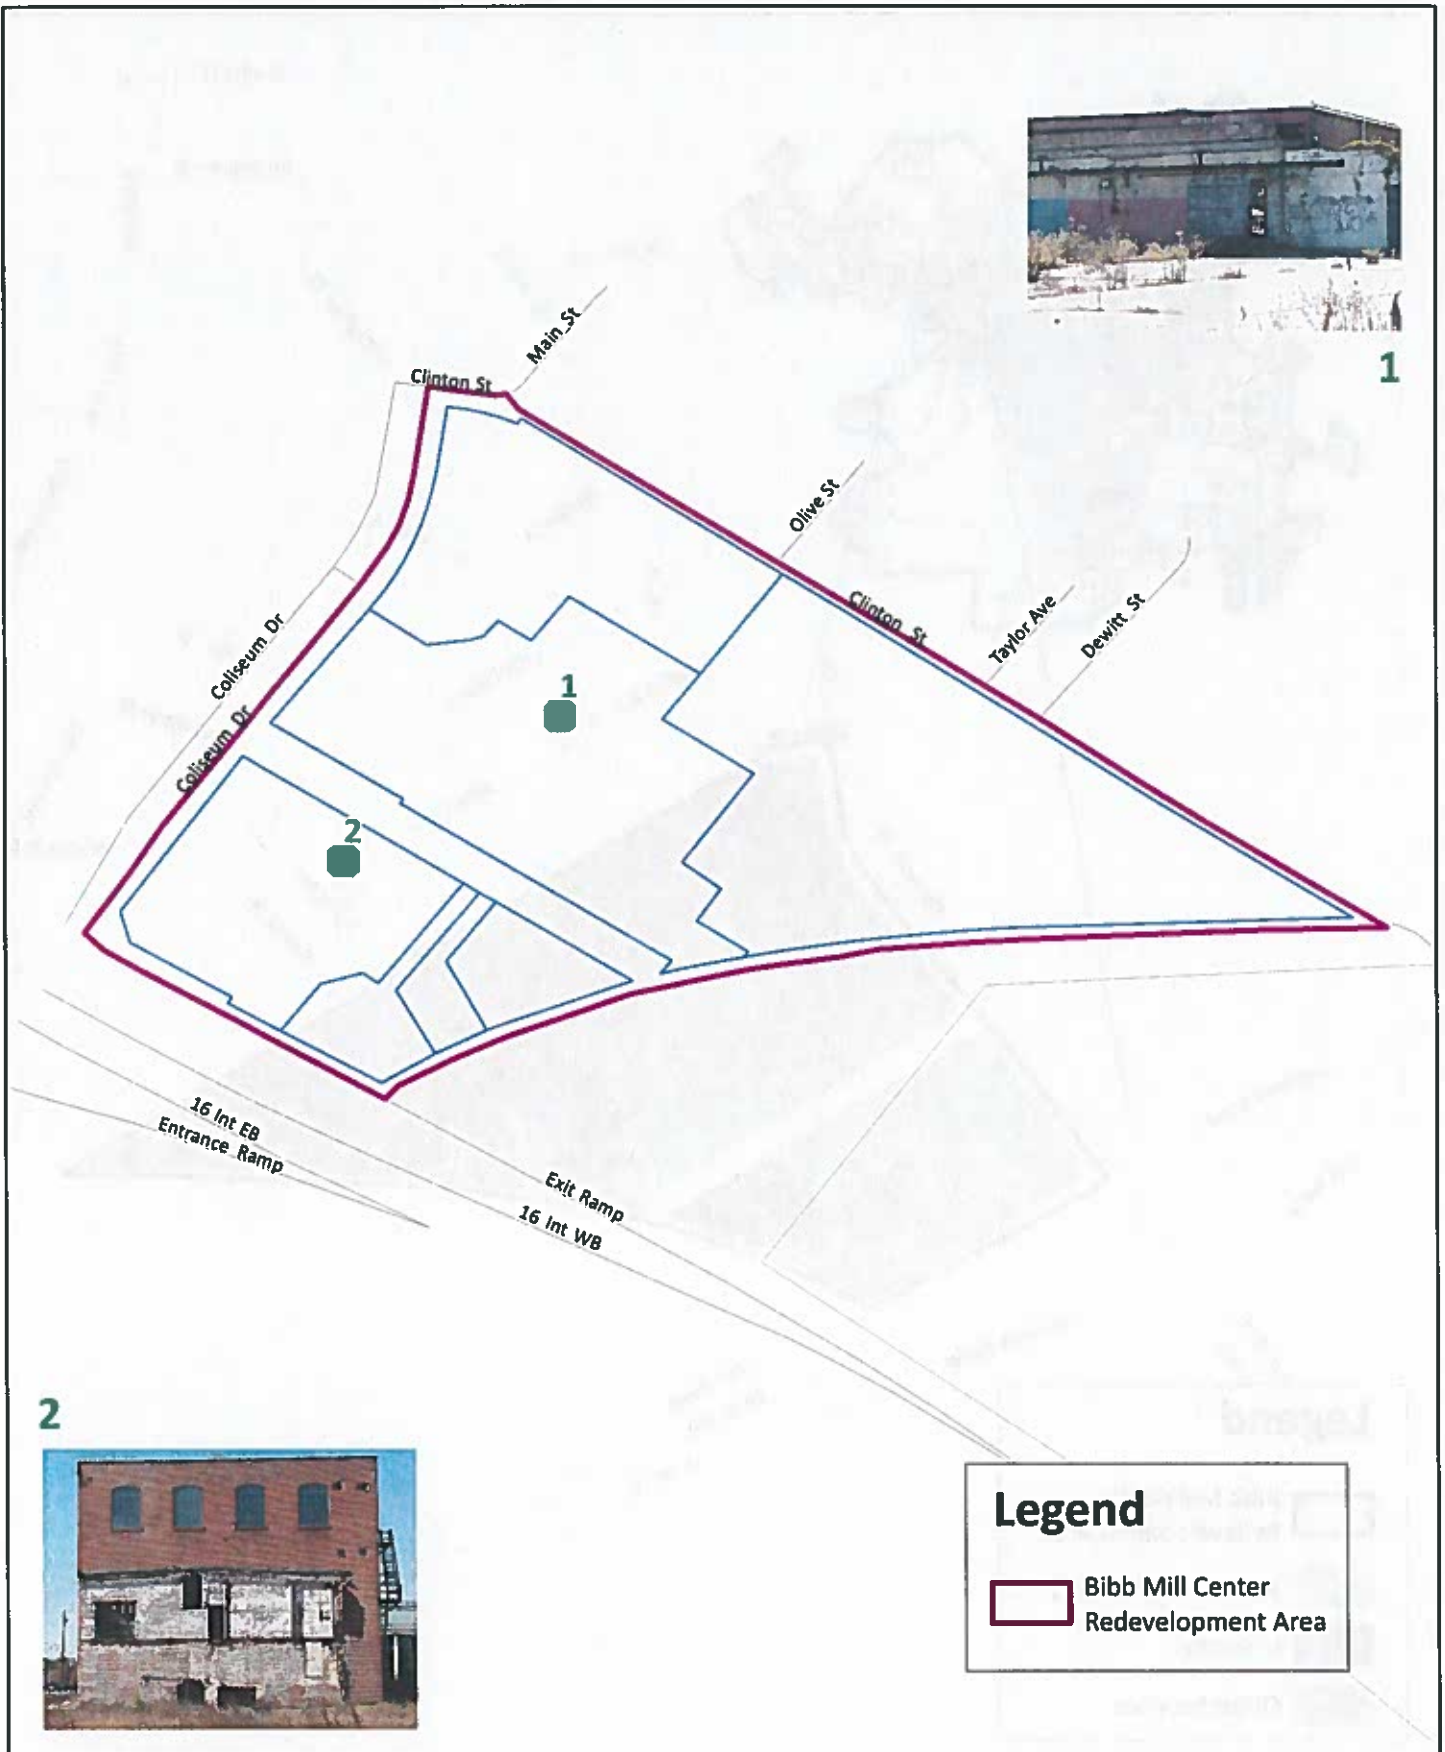 1
Main St
Clinton St
Olive St
Clinton St
Taylor Ave
Dewitt St
Coliseum Dr
1
Coliseum Dr
2
16 Int EB
Entrance Ramp
Exit Ramp
16 Int WB
2
Legend
Bibb Mill Center
Redevelopment Area